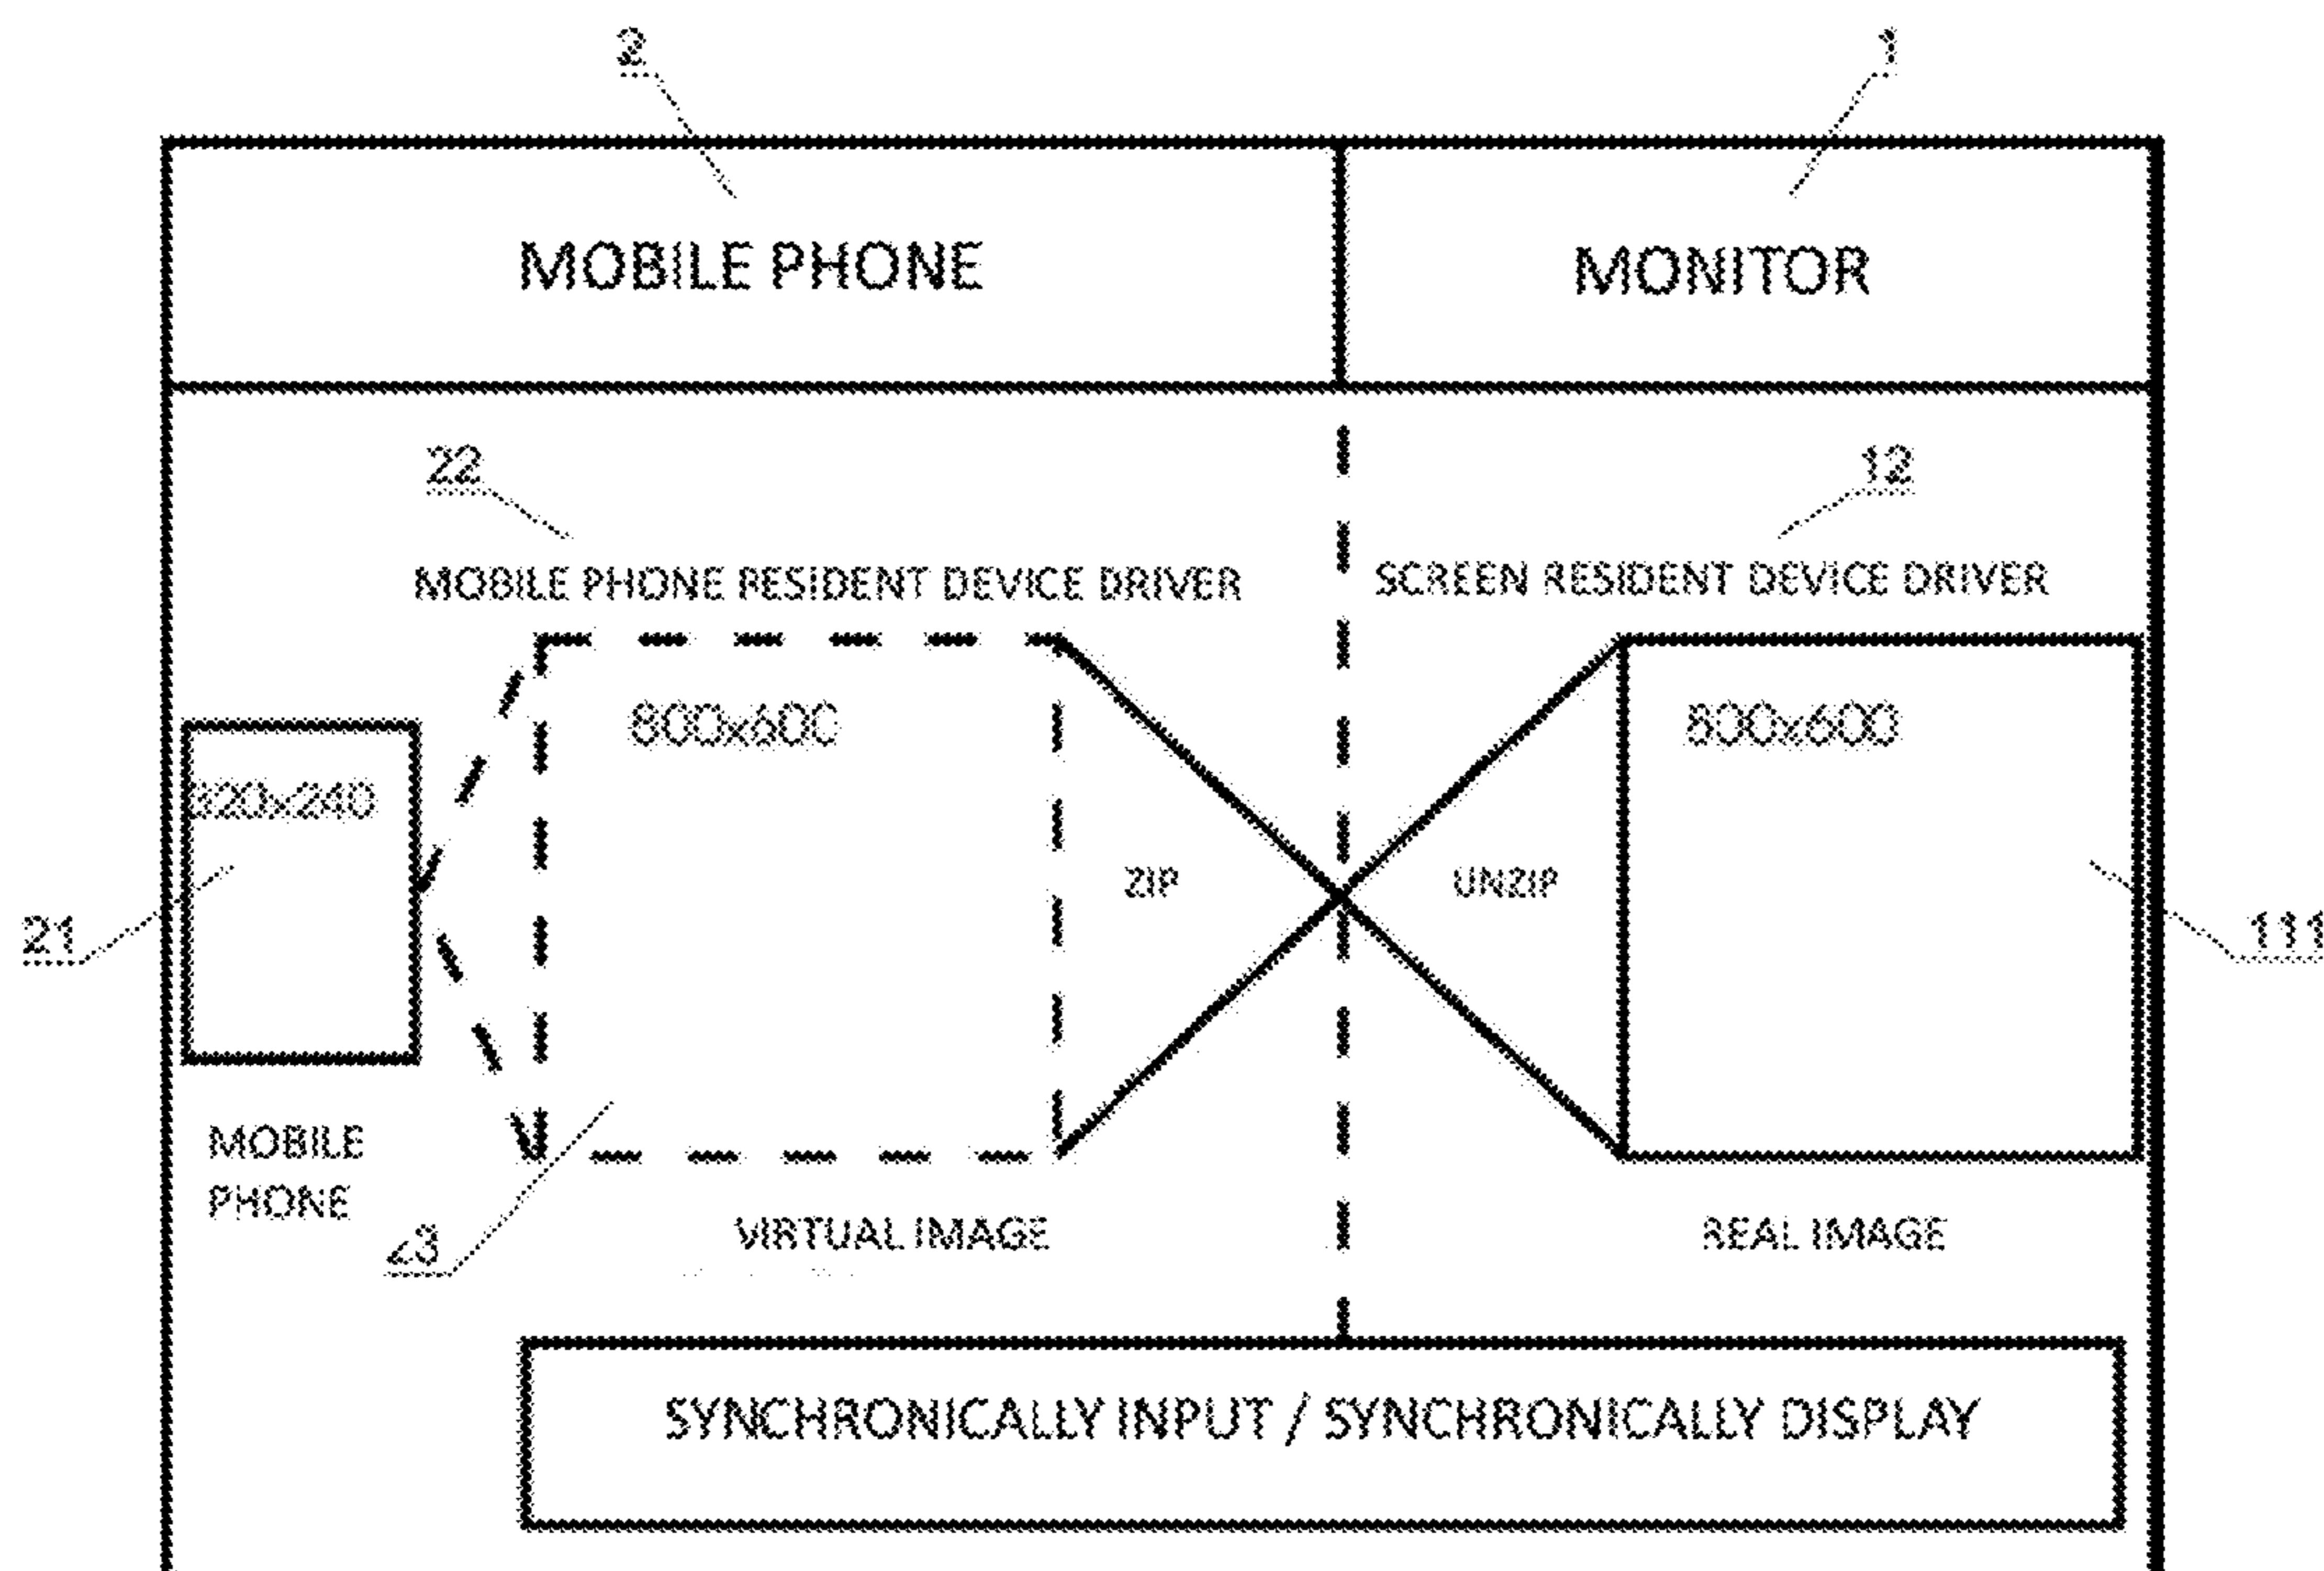 2
1
MOBILE PHONE
MONITOR
22
12
MOBILE PHONE RESIDENT DEVICE DRIVER
SCREEN RESIDENT DEVICE DRIVER
800x600
800x600
320x240
ZIP
UNZIP
21
111
MOBILE
PHONE
23
VIRTUAL IMAGE
REAL IMAGE
SYNCHRONICALLY INPUT / SYNCHRONICALLY DISPLAY